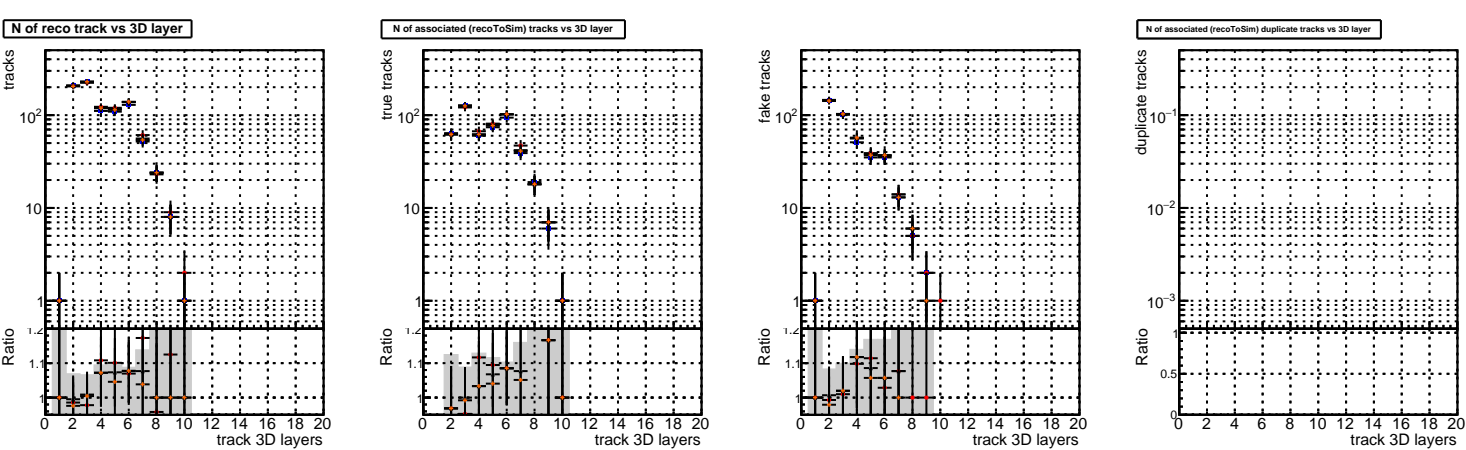 N of reco track vs 3D layer
tracks
10²
10
1
Ratio
1.2
1.1
1
0 2 4 6 8 10 12 14 16 18 20
track 3D layers
N of associated (recoToSim) tracks vs 3D layer
true tracks
10²
10
1
Ratio
1.2
1.1
1
0 2 4 6 8 10 12 14 16 18 20
track 3D layers
fake tracks
10²
10
1
Ratio
1.2
1.1
1
0 2 4 6 8 10 12 14 16 18 20
track 3D layers
N of associated (recoToSim) duplicate tracks vs 3D layer
duplicate tracks
10⁻¹
10⁻²
10⁻³
Ratio
1
0.5
0
0 2 4 6 8 10 12 14 16 18 20
track 3D layers